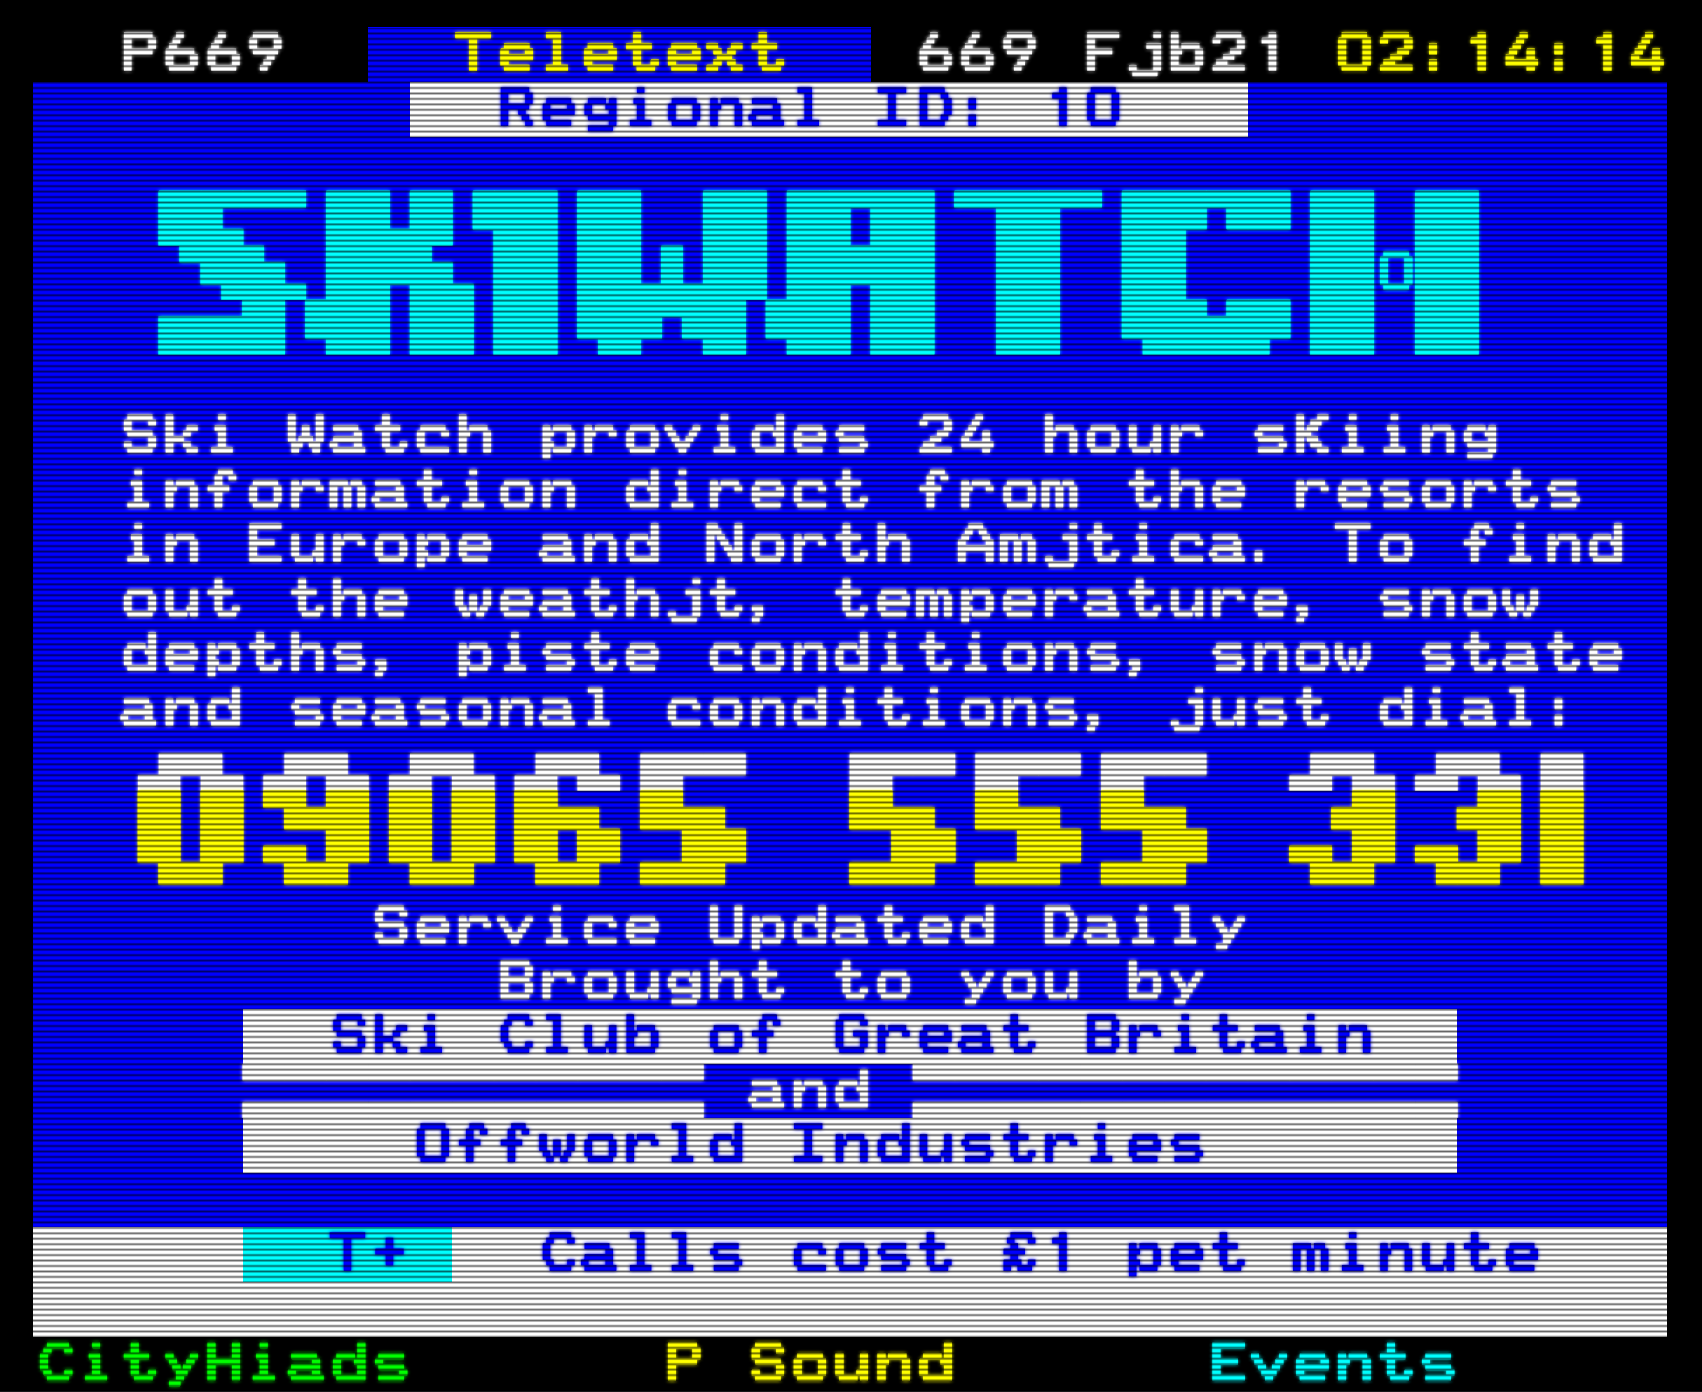 P669 Teletext 669 Fjb21 02:14:14
Regional ID: 10
SKIWATCH
o
Ski Watch provides 24 hour sKiing
information direct from the resorts
in Europe and North Amjtica. To find
out the weathjt, temperature, snow
depths, piste conditions, snow state
and seasonal conditions, just dial:
09065 555 331
Service Updated Daily
Brought to you by
Ski Club of Great Britain
and
Offworld Industries
T+ Calls cost £1 pet minute
CityHiads P Sound Events